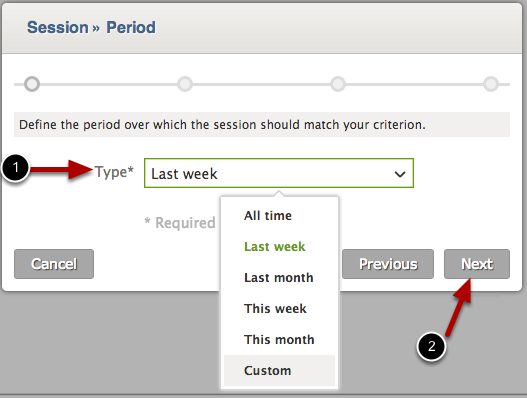 Session » Period
Define the period over which the session should match your criterion.
1
Type*
Last week
* Required
All time
Last week
Last month
This week
This month
Custom
Cancel
Previous
Next
2